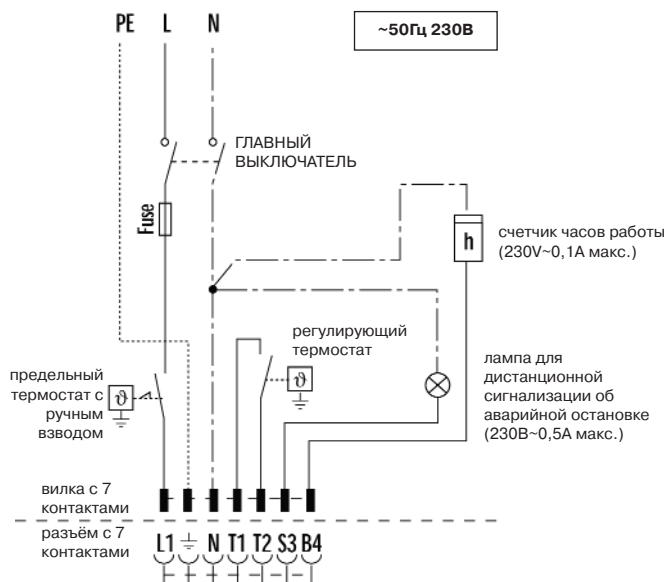 PE L N
~50Гц 230В
ГЛАВНЫЙ
ВЫКЛЮЧАТЕЛЬ
Fuse
h
счетчик часов работы
(230V~0,1А макс.)
регулирующий
термостат
ϑ
лампа для
дистанционной
сигнализации об
аварийной остановке
(230В~0,5А макс.)
предельный
термостат с
ручным
взводом
ϑ
вилка с 7
контактами
разъём с 7
контактами
L1 N T1 T2 S3 B4